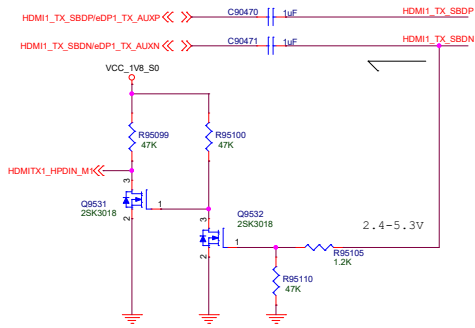 C90470 1uF HDMI1_TX_SBDP
HDMI1_TX_SBDP/eDP1_TX_AUXP
C90471 1uF HDMI1_TX_SBDN
HDMI1_TX_SBDN/eDP1_TX_AUXN
VCC_1V8_S0
R95099 R95100
47K 47K
HDMITX1_HPDIN_M1
3
Q9531 1
2SK3018
2
3 Q9532
2SK3018
1
2
2.4-5.3V
R95105
1.2K
R95110
47K